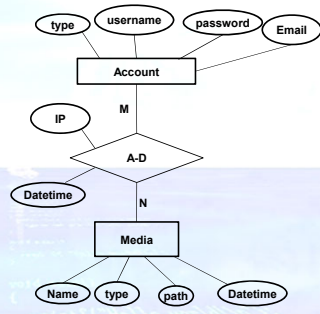 type
username
password
Email
Account
M
IP
A-D
Datetime
N
Media
Name
type
path
Datetime